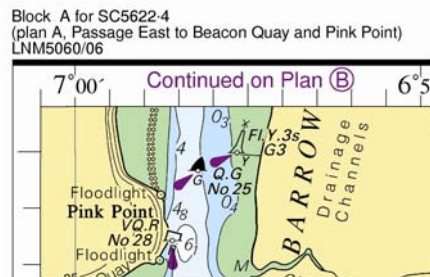 Block A for SC5622·4
(plan A, Passage East to Beacon Quay and Pink Point)
LNM5060/06
7°00′
Continued on Plan B
6°5
0₃
Fl.Y.3s
G3
Y
4
G
Q.G
No 25
0₄
Floodlight
Pink Point
4₈
VQ.R
No 28
6
Floodlight
Quay
M
BARROW
Drainage
Channels